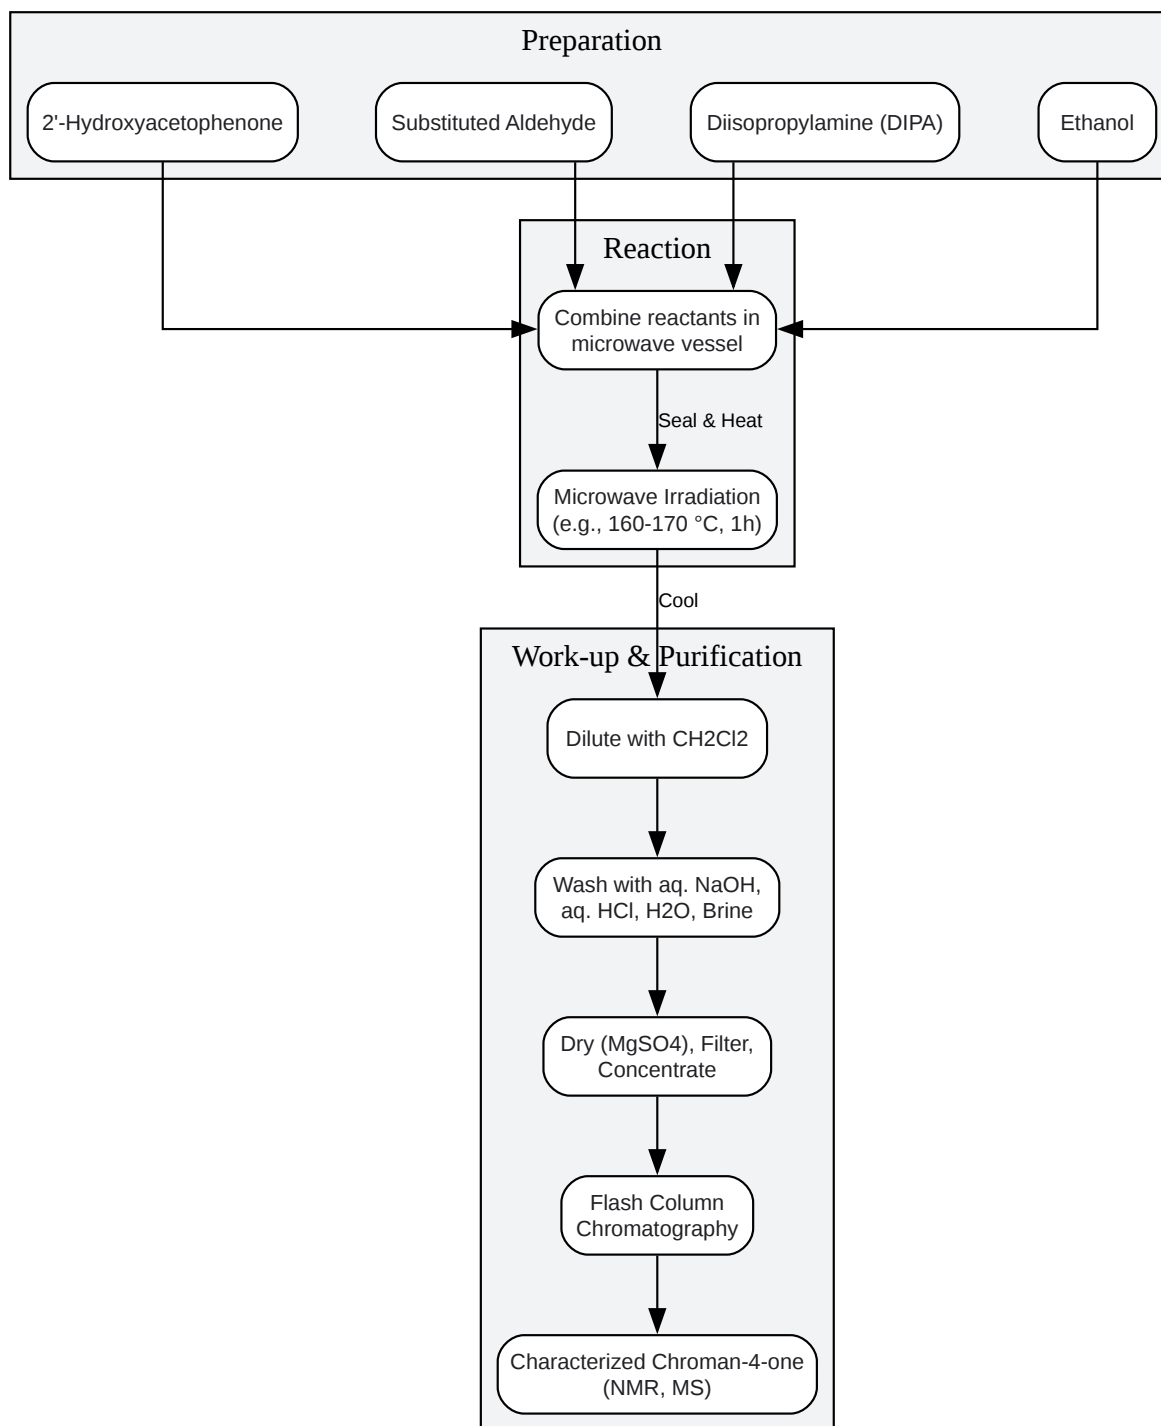 Preparation
2'-Hydroxyacetophenone
Substituted Aldehyde
Diisopropylamine (DIPA)
Ethanol
Reaction
Combine reactants in
microwave vessel
Seal & Heat
Microwave Irradiation
(e.g., 160-170 °C, 1h)
Cool
Work-up & Purification
Dilute with CH2Cl2
Wash with aq. NaOH,
aq. HCl, H2O, Brine
Dry (MgSO4), Filter,
Concentrate
Flash Column
Chromatography
Characterized Chroman-4-one
(NMR, MS)